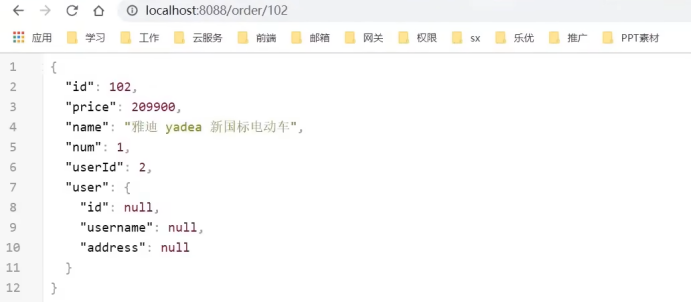 localhost:8088/order/102
应用 学习 工作 云服务 前端 邮箱 网关 权限 sx 乐优 推广 PPT素材
1 {
2 "id": 102,
3 "price": 209900,
4 "name": "雅迪 yadea 新国标电动车",
5 "num": 1,
6 "userId": 2,
7 "user": {
8 "id": null,
9 "username": null,
10 "address": null
11 }
12 }